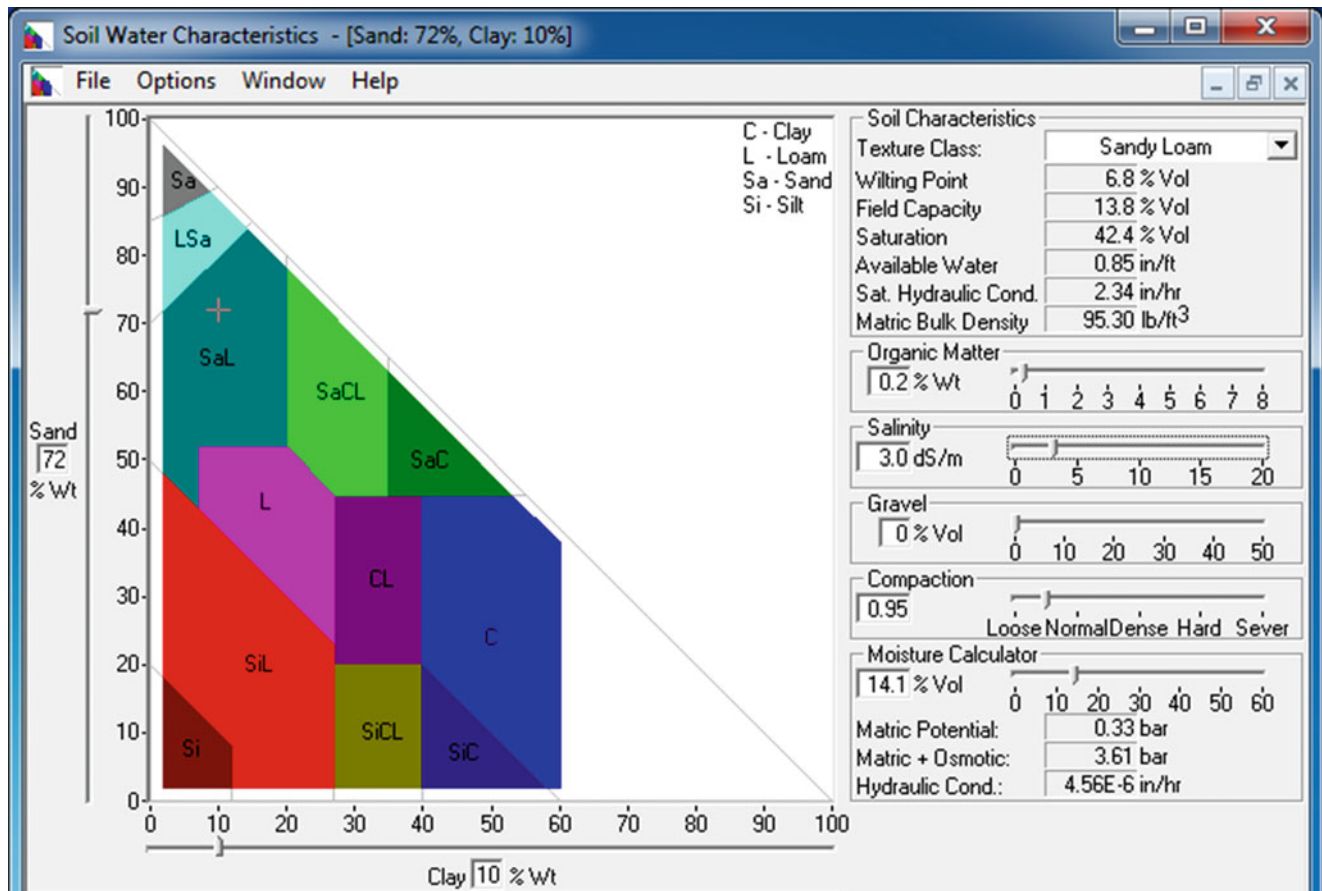 Soil Water Characteristics - [Sand: 72%, Clay: 10%]
File Options Window Help
100
90
80
70
60
50
40
30
20
10
0
Sand
72
% Wt
C - Clay
L - Loam
Sa - Sand
Si - Silt
Sa
LSa
SaL
SaCL
SaC
L
CL
C
SiL
SiCL
SiC
Si
0 10 20 30 40 50 60 70 80 90 100
Clay 10 % Wt
Soil Characteristics
Texture Class: Sandy Loam
Wilting Point 6.8 % Vol
Field Capacity 13.8 % Vol
Saturation 42.4 % Vol
Available Water 0.85 in/ft
Sat. Hydraulic Cond. 2.34 in/hr
Matric Bulk Density 95.30 lb/ft3
Organic Matter
0.2 % Wt
0 1 2 3 4 5 6 7 8
Salinity
3.0 dS/m
0 5 10 15 20
Gravel
0 % Vol
0 10 20 30 40 50
Compaction
0.95
Loose Normal Dense Hard Sever
Moisture Calculator
14.1 % Vol
0 10 20 30 40 50 60
Matric Potential: 0.33 bar
Matric + Osmotic: 3.61 bar
Hydraulic Cond.: 4.56E-6 in/hr